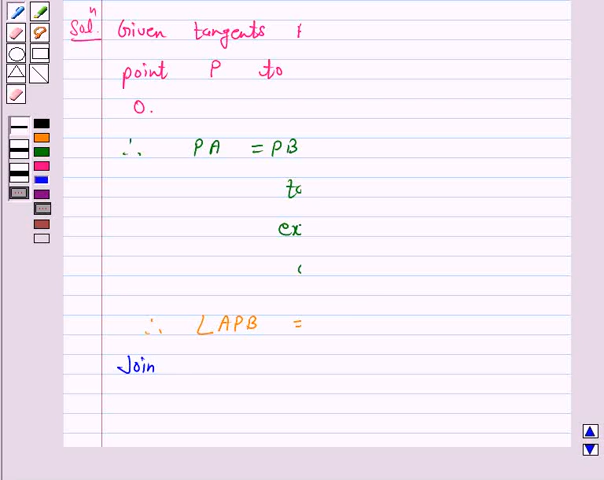 Solⁿ. Given tangents
point P to
O.
∴ PA = PB
to
ex
∴ ∠APB =
Join